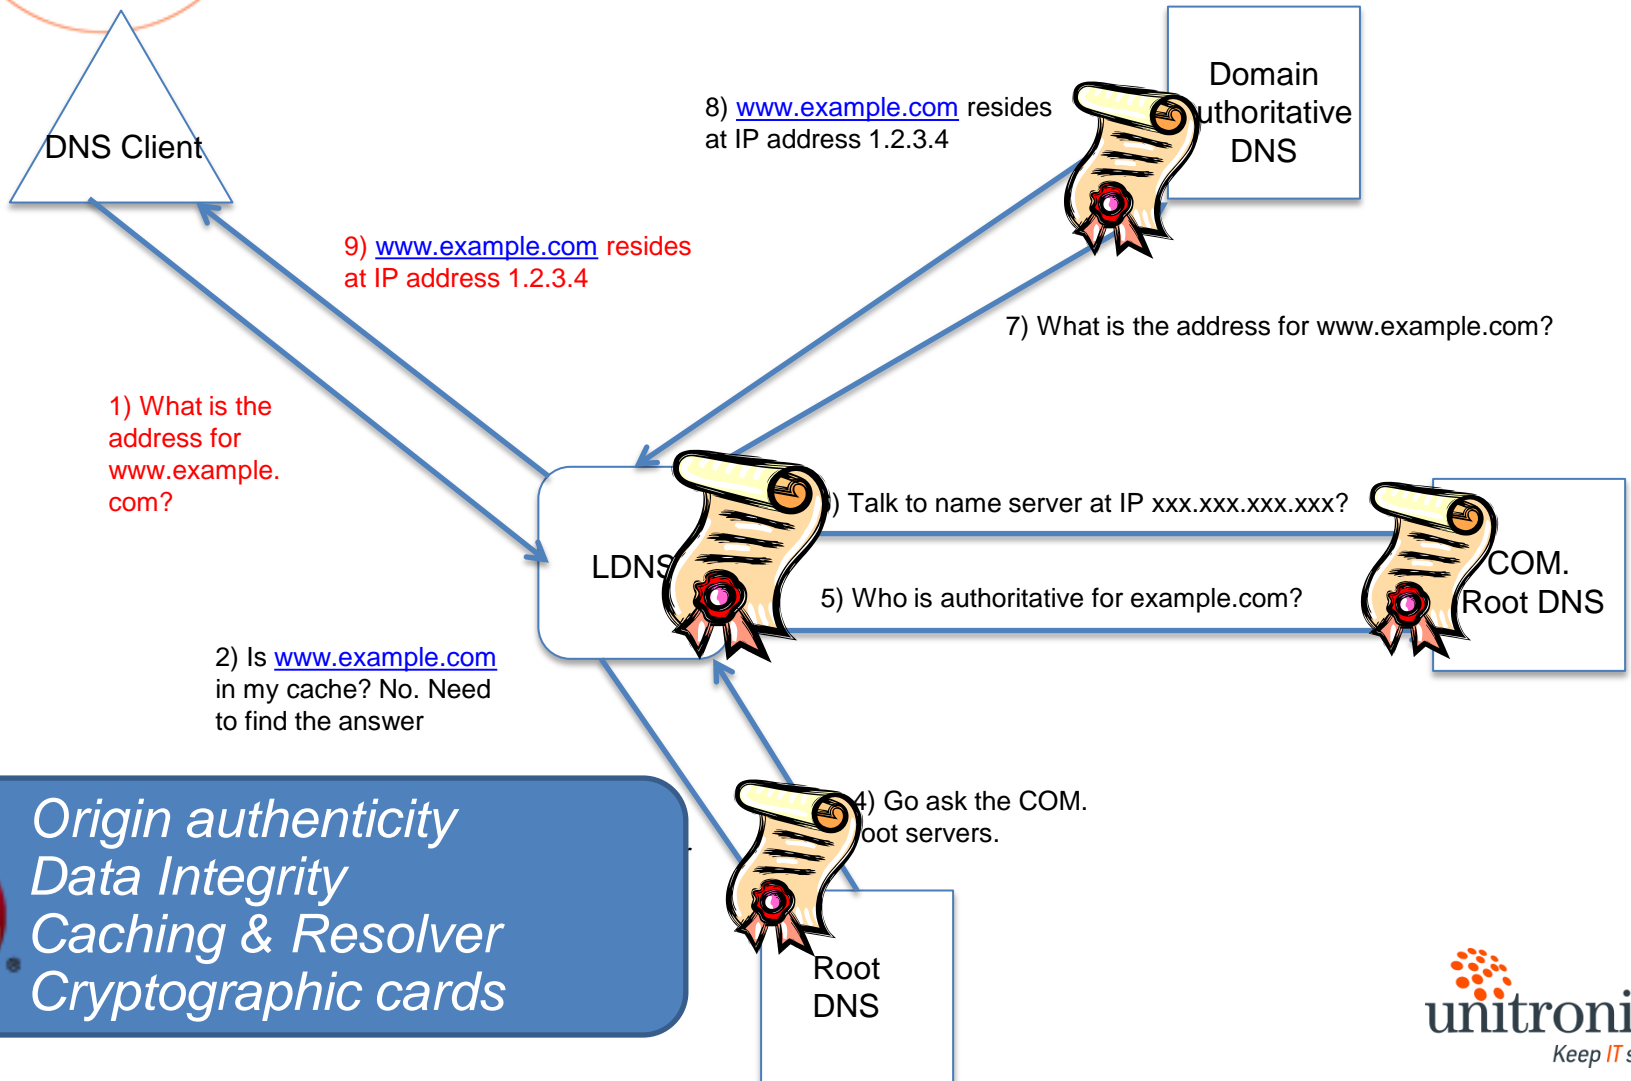 DNS Client
Domain
uthoritative
DNS
8) www.example.com resides
at IP address 1.2.3.4
9) www.example.com resides
at IP address 1.2.3.4
7) What is the address for www.example.com?
1) What is the
address for
www.example.
com?
) Talk to name server at IP xxx.xxx.xxx.xxx?
LDNS
COM.
Root DNS
5) Who is authoritative for example.com?
2) Is www.example.com
in my cache? No. Need
to find the answer
4) Go ask the COM.
oot servers.
Origin authenticity
Data Integrity
Caching & Resolver
Cryptographic cards
Root
DNS
unitroni
Keep IT s